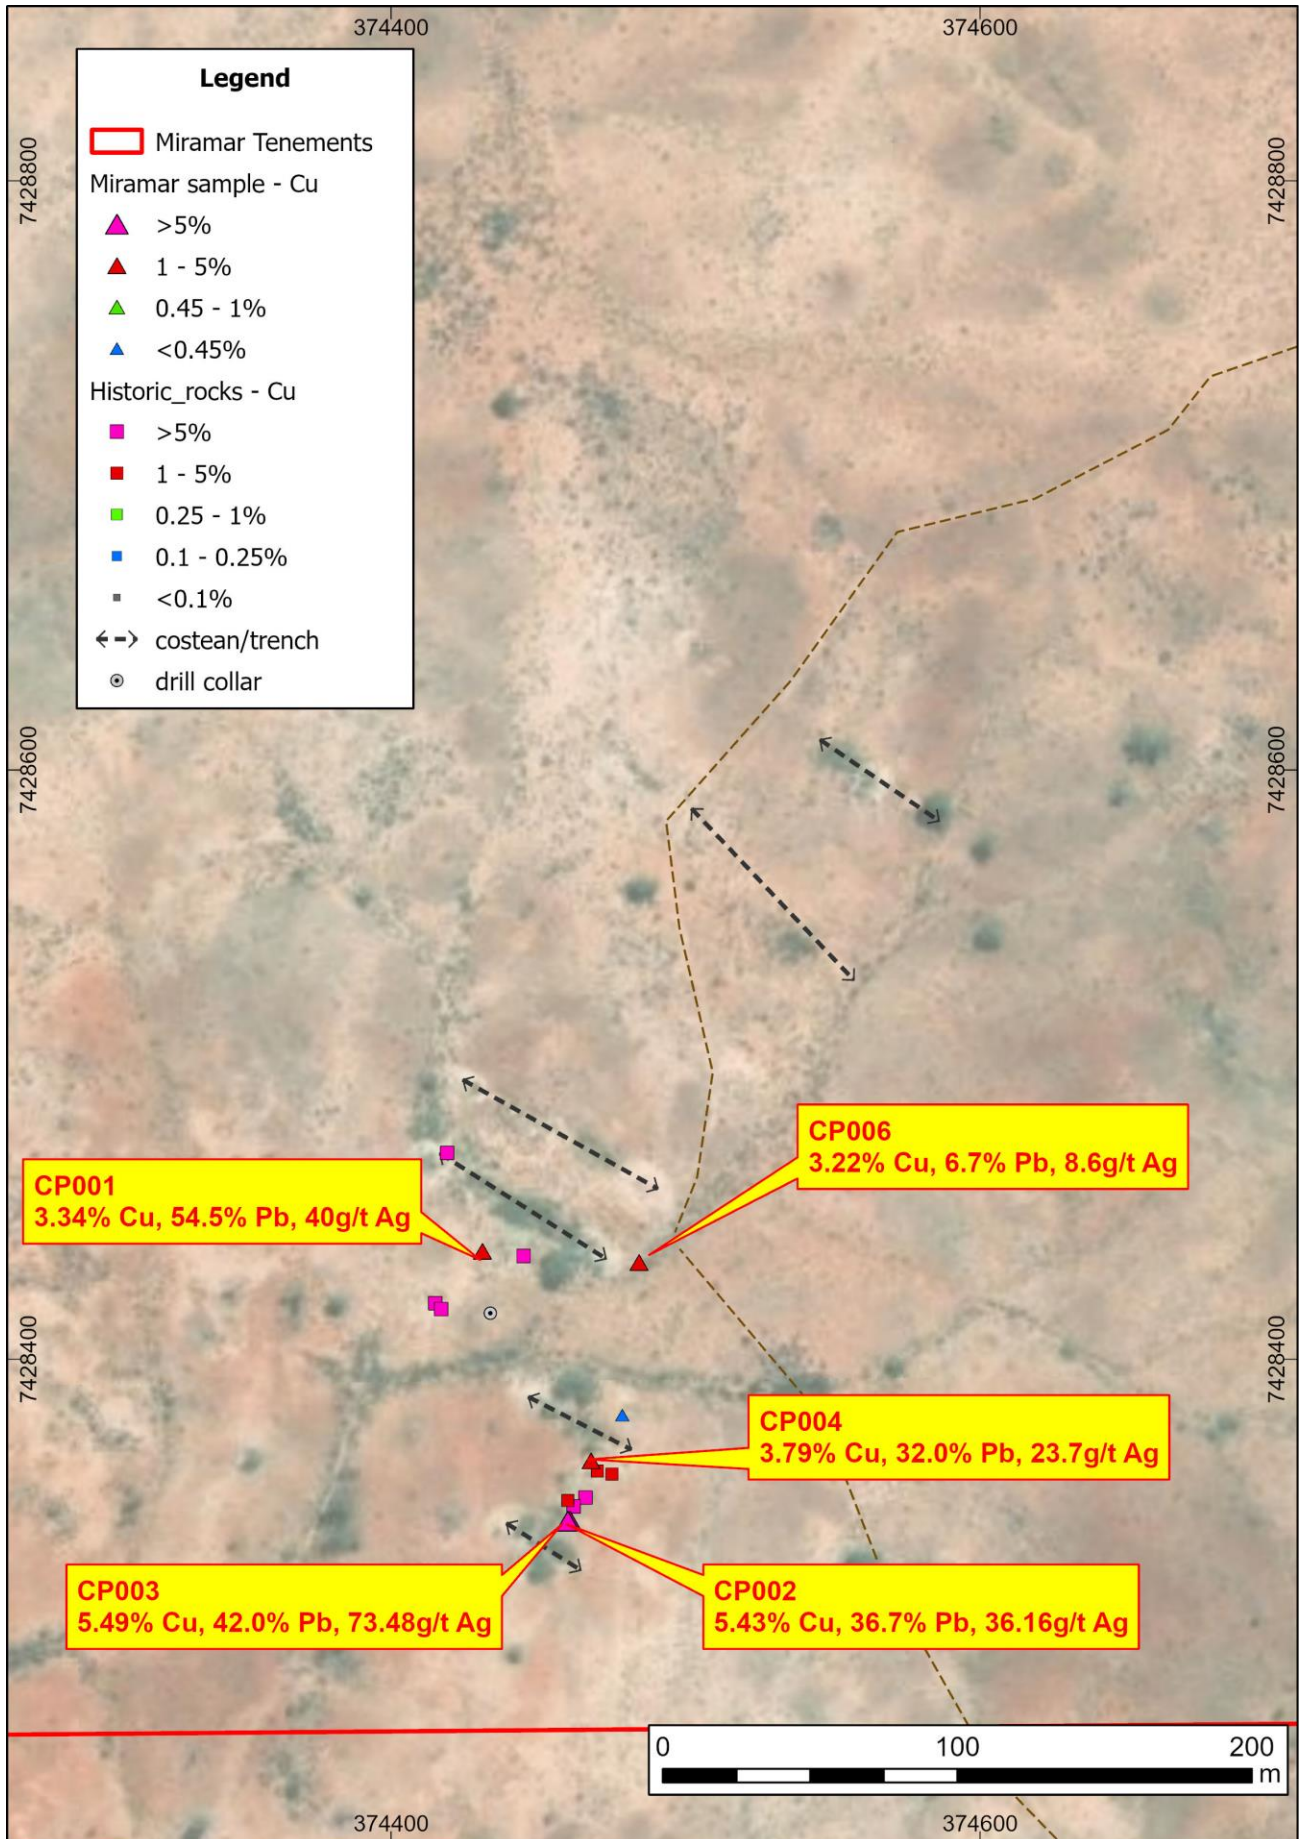 374400
374600
Legend
Miramar Tenements
Miramar sample - Cu
>5%
1 - 5%
0.45 - 1%
<0.45%
Historic_rocks - Cu
>5%
1 - 5%
0.25 - 1%
0.1 - 0.25%
<0.1%
costean/trench
drill collar
7428800
7428800
7428600
7428600
CP006
3.22% Cu, 6.7% Pb, 8.6g/t Ag
CP001
3.34% Cu, 54.5% Pb, 40g/t Ag
7428400
7428400
CP004
3.79% Cu, 32.0% Pb, 23.7g/t Ag
CP003
5.49% Cu, 42.0% Pb, 73.48g/t Ag
CP002
5.43% Cu, 36.7% Pb, 36.16g/t Ag
0 100 200
m
374400
374600